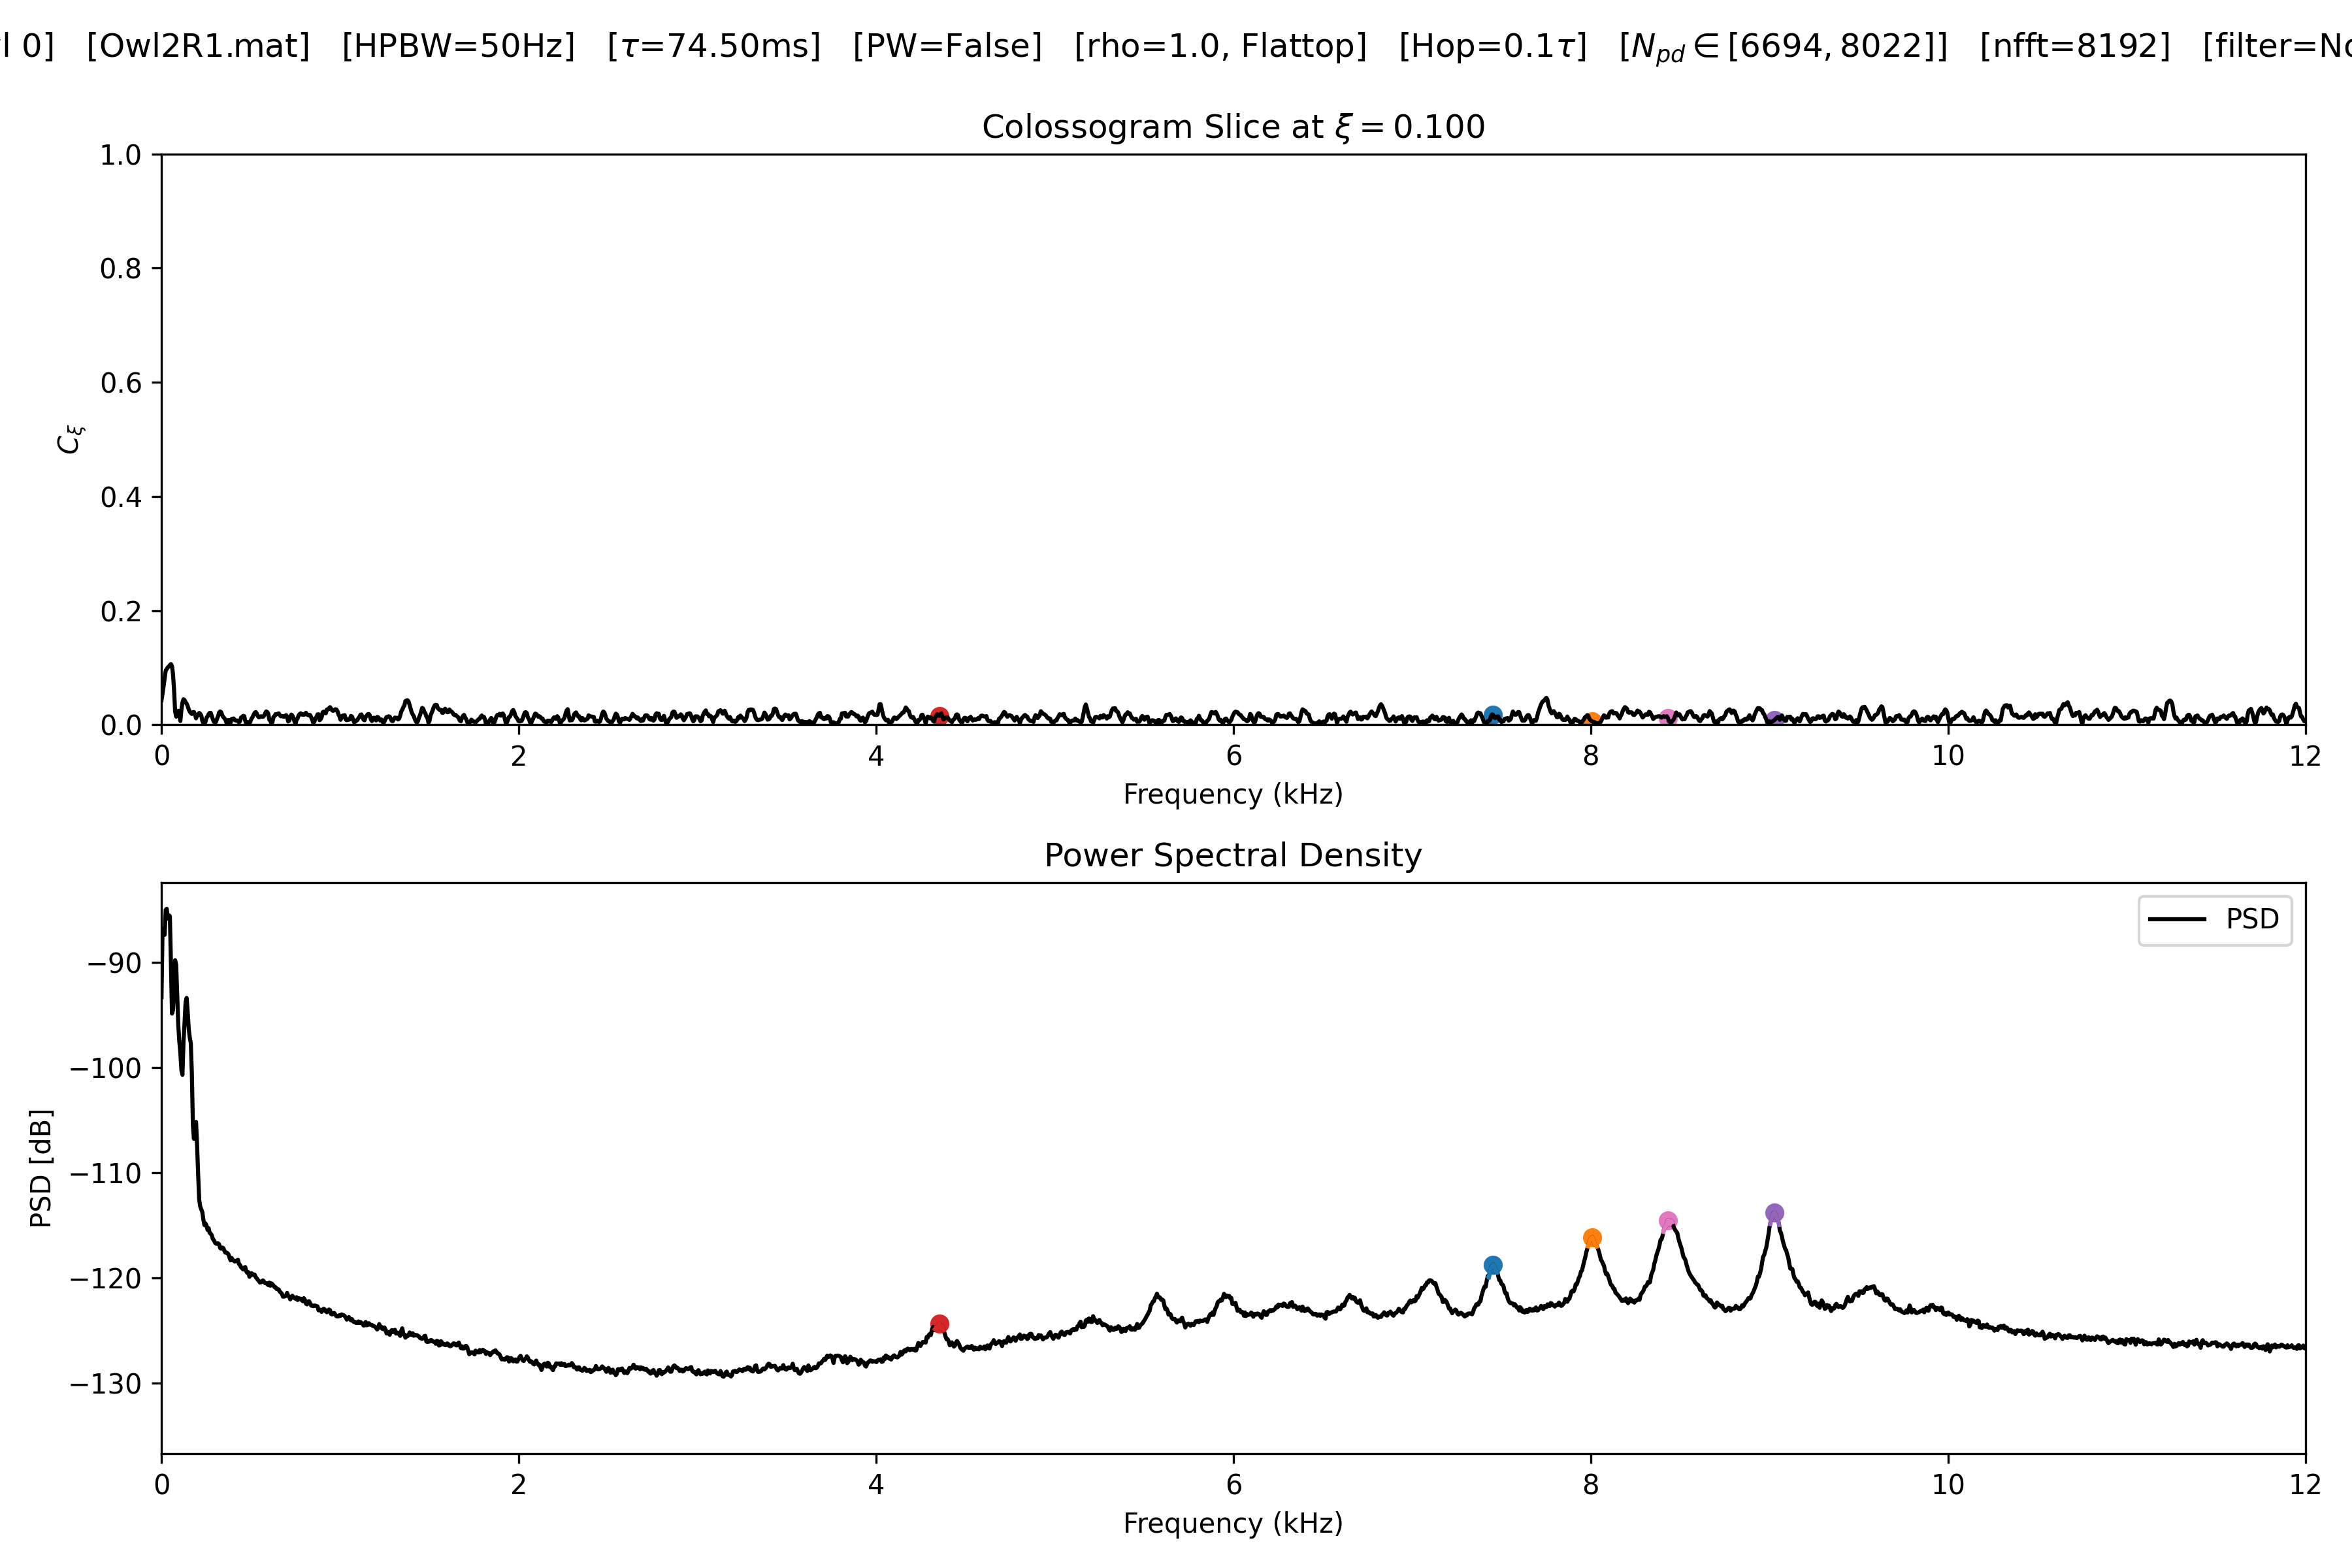 l 0] [Owl2R1.mat] [HPBW=50Hz] [τ=74.50ms] [PW=False] [rho=1.0, Flattop] [Hop=0.1τ] [N_pd ∈ [6694, 8022]] [nfft=8192] [filter=No
Colossogram Slice at ξ = 0.100
1.0
0.8
0.6
0.4
0.2
0.0
C_ξ
0 2 4 6 8 10 12
Frequency (kHz)
Power Spectral Density
PSD
−90
−100
−110
−120
−130
PSD [dB]
0 2 4 6 8 10 12
Frequency (kHz)